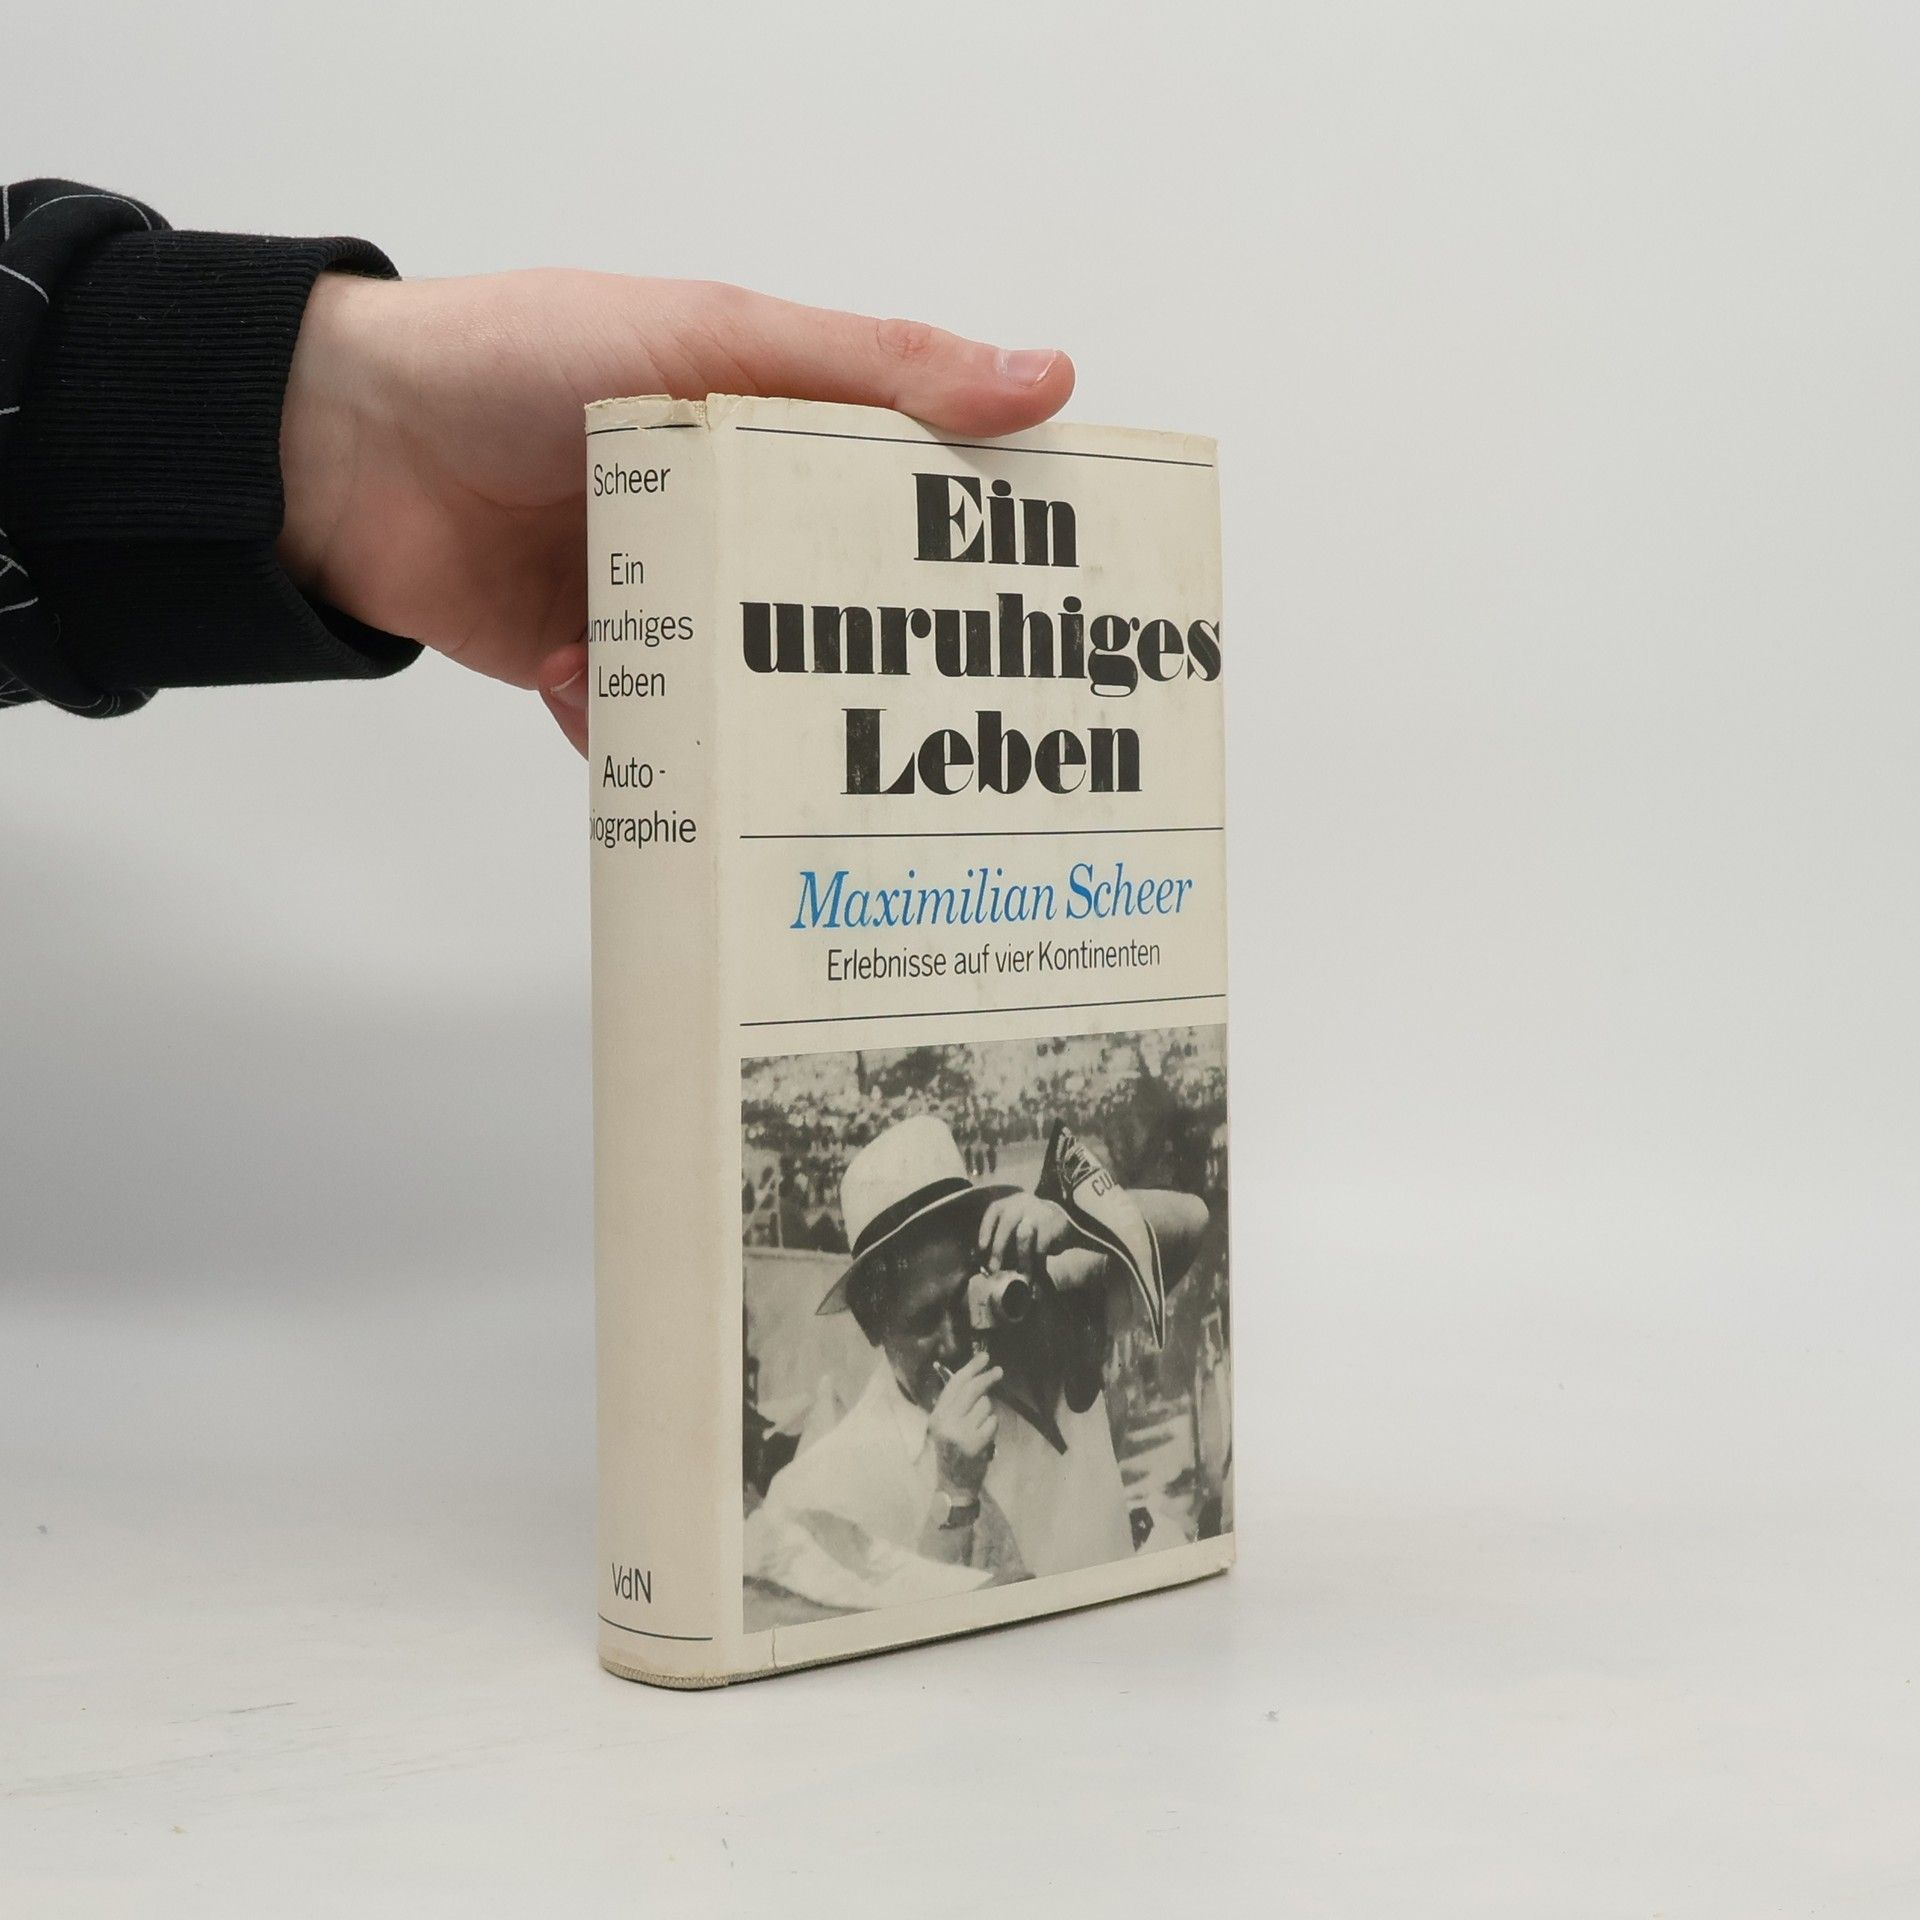 Scheer
Ein
unruhiges
Leben
Auto-
biographie
VdN
Ein
unruhiges
Leben
Maximilian Scheer
Erlebnisse auf vier Kontinenten